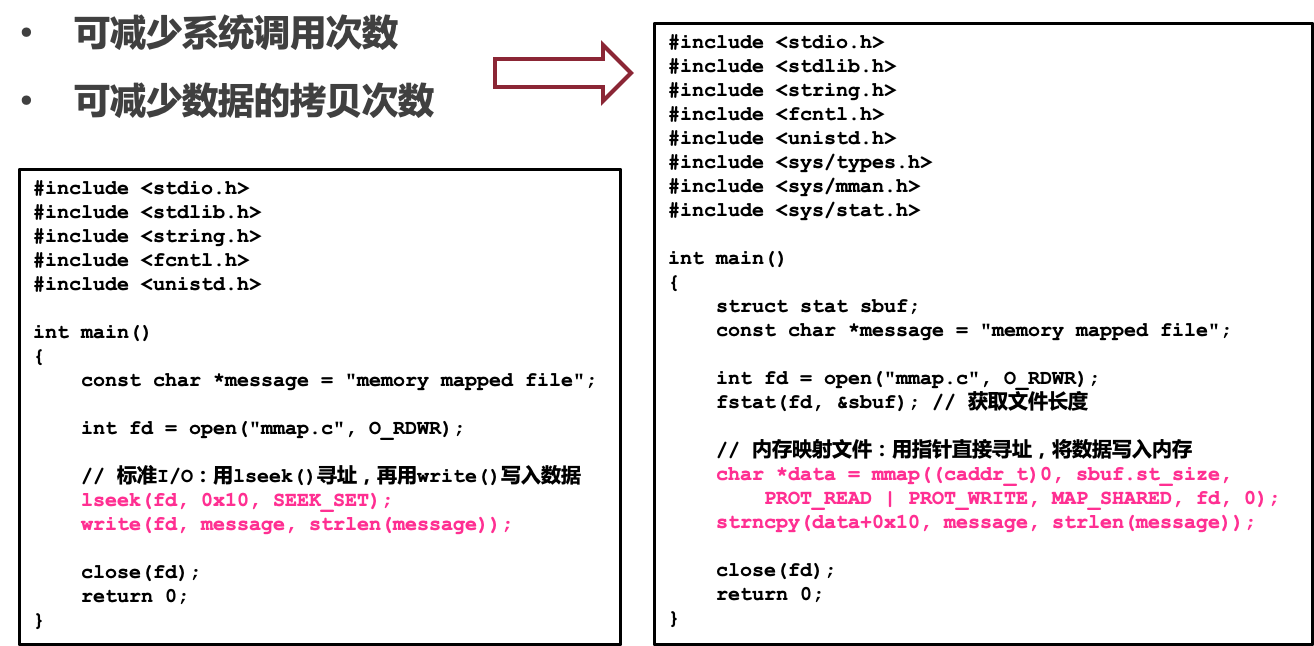 • 可减少系统调用次数
• 可减少数据的拷贝次数
#include <stdio.h>
#include <stdlib.h>
#include <string.h>
#include <fcntl.h>
#include <unistd.h>

int main()
{
    const char *message = "memory mapped file";

    int fd = open("mmap.c", O_RDWR);

    // 标准I/O：用lseek()寻址，再用write()写入数据
    lseek(fd, 0x10, SEEK_SET);
    write(fd, message, strlen(message));

    close(fd);
    return 0;
}
#include <stdio.h>
#include <stdlib.h>
#include <string.h>
#include <fcntl.h>
#include <unistd.h>
#include <sys/types.h>
#include <sys/mman.h>
#include <sys/stat.h>

int main()
{
    struct stat sbuf;
    const char *message = "memory mapped file";

    int fd = open("mmap.c", O_RDWR);
    fstat(fd, &sbuf); // 获取文件长度

    // 内存映射文件：用指针直接寻址，将数据写入内存
    char *data = mmap((caddr_t)0, sbuf.st_size,
        PROT_READ | PROT_WRITE, MAP_SHARED, fd, 0);
    strncpy(data+0x10, message, strlen(message));

    close(fd);
    return 0;
}